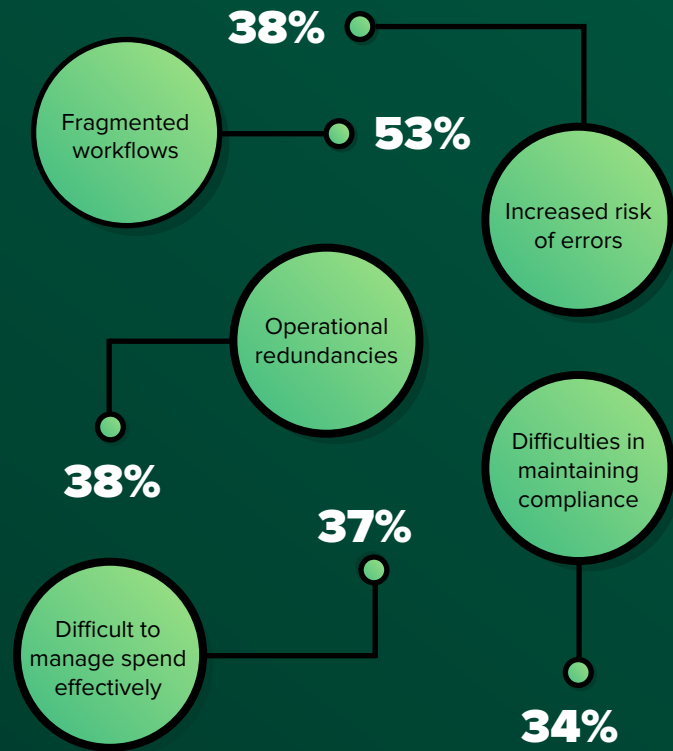 38%
Fragmented
workflows
53%
Increased risk
of errors
Operational
redundancies
38%
Difficulties in
maintaining
compliance
37%
Difficult to
manage spend
effectively
34%